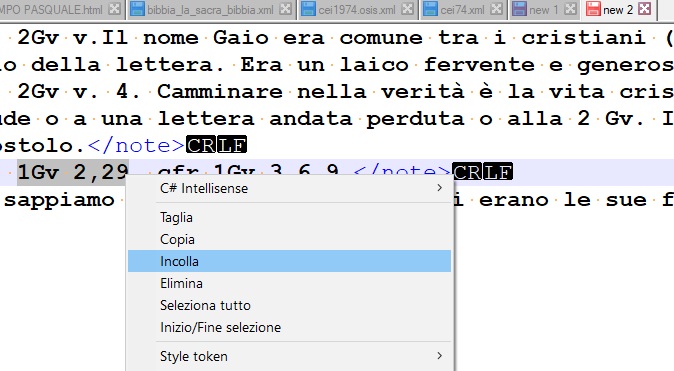 MPO PASQUALE.html bibbia_la_sacra_bibbia.xml cei1974.osis.xml cei74.xml new 1 new 2
2Gv v.Il nome Gaio era comune tra i cristiani (
o della lettera. Era un laico fervente e generos
2Gv v. 4. Camminare nella verità è la vita cris
de o a una lettera andata perduta o alla 2 Gv. I
ostolo.</note>CRLF
1Gv 2,29 cfr 1Gv 3,6.9.</note>CRLF
sappiamo i erano le sue f
C# Intellisense
Taglia
Copia
Incolla
Elimina
Seleziona tutto
Inizio/Fine selezione
Style token